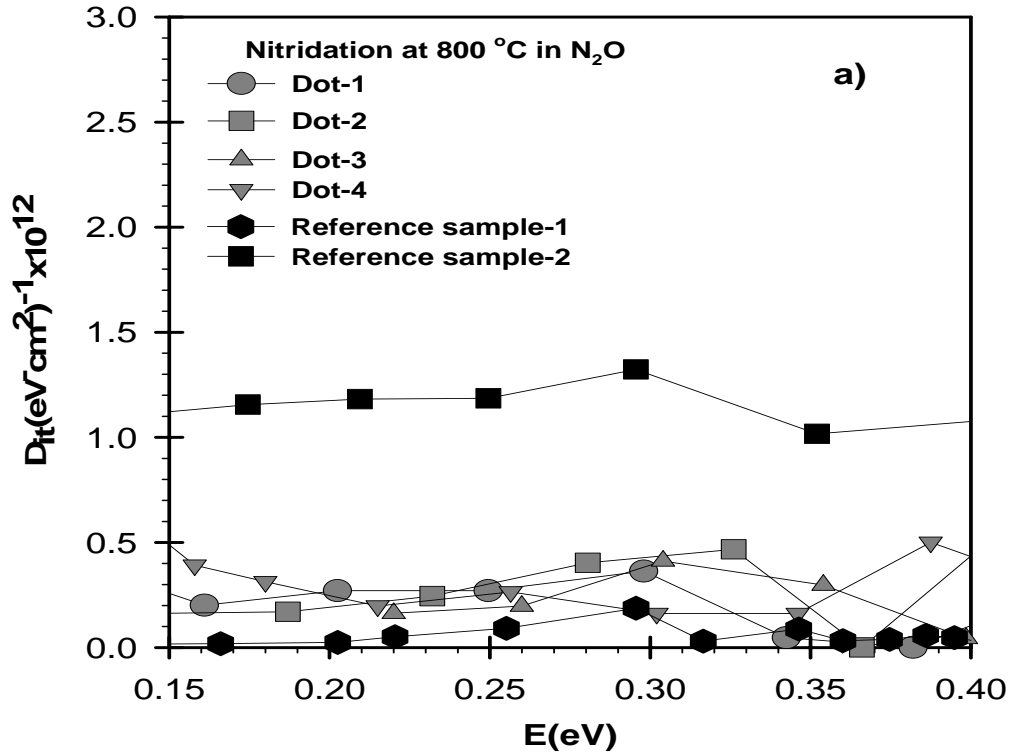 Nitridation at 800 °C in N₂O
Dot-1
Dot-2
Dot-3
Dot-4
Reference sample-1
Reference sample-2
a)
3.0
2.5
2.0
1.5
1.0
0.5
0.0
Dit(eV cm²)⁻¹x10¹²
0.15 0.20 0.25 0.30 0.35 0.40
E(eV)